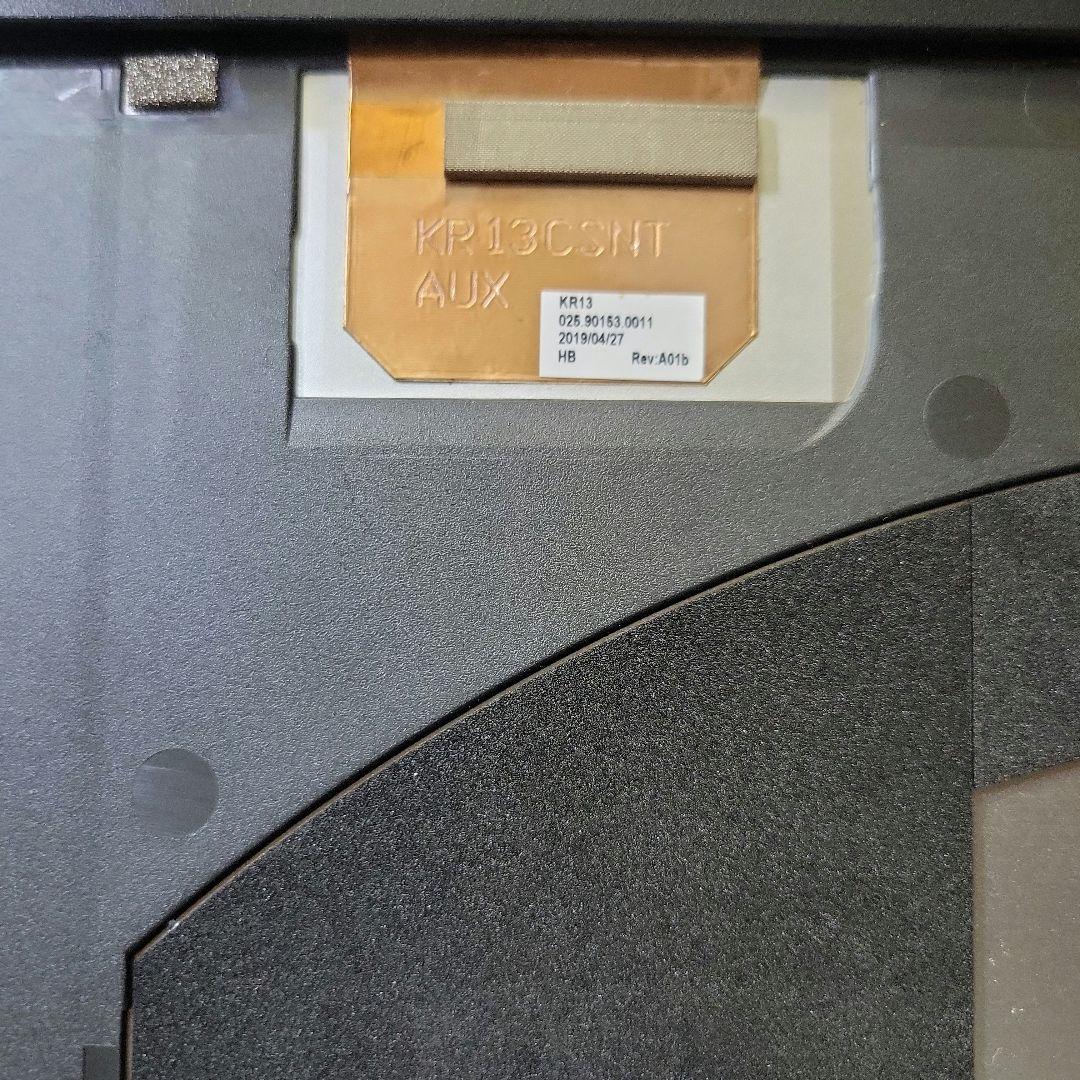 KR13CSNT
AUX
KR13
025.90153.0011
2019/04/27
HB Rev:A01b